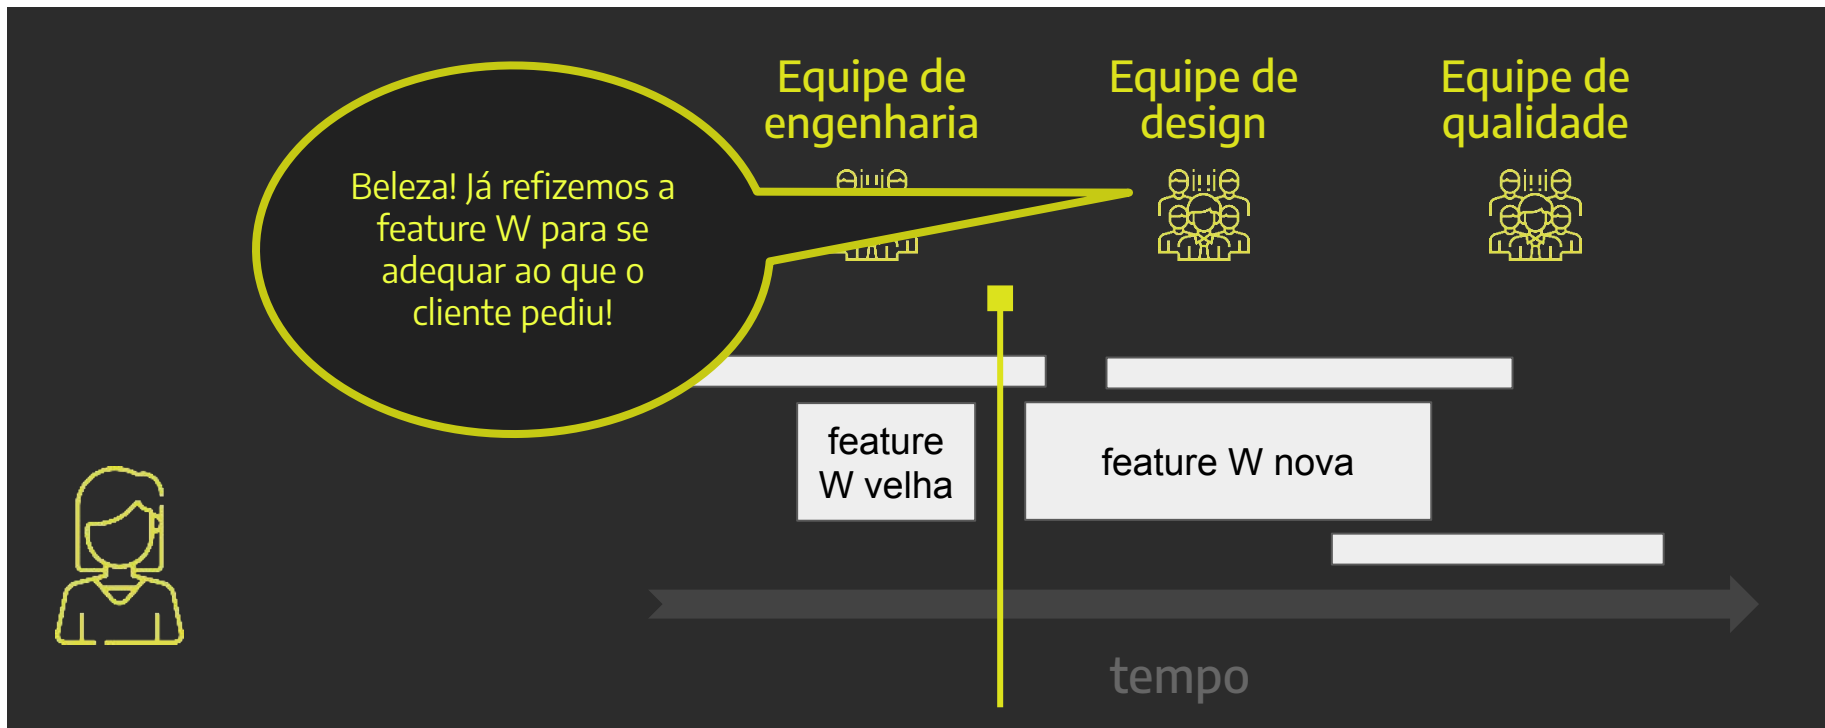 Equipe de
engenharia
Equipe de
design
Equipe de
qualidade
Beleza! Já refizemos a
feature W para se
adequar ao que o
cliente pediu!
feature
W velha
feature W nova
tempo